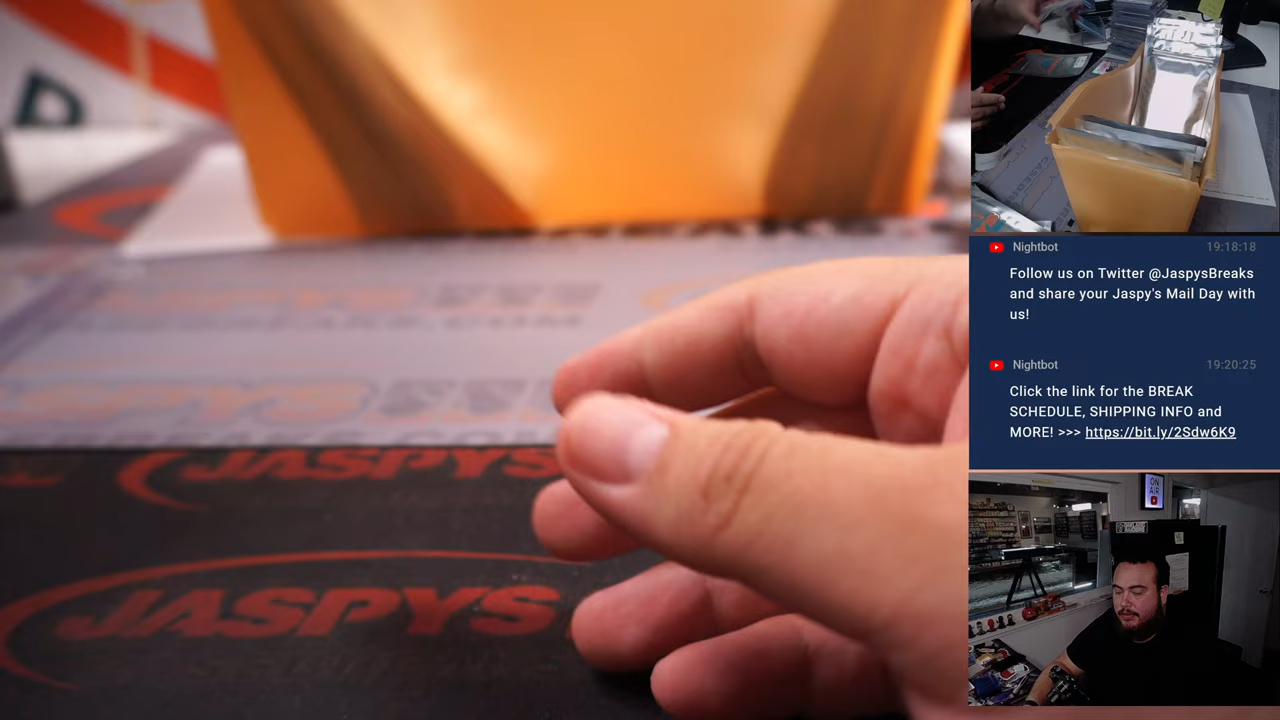 JASPYS
JASPYS
Nightbot 19:18:18
Follow us on Twitter @JaspysBreaks
and share your Jaspy's Mail Day with
us!
Nightbot 19:20:25
Click the link for the BREAK
SCHEDULE, SHIPPING INFO and
MORE! >>> https://bit.ly/2Sdw6K9
ON
AIR